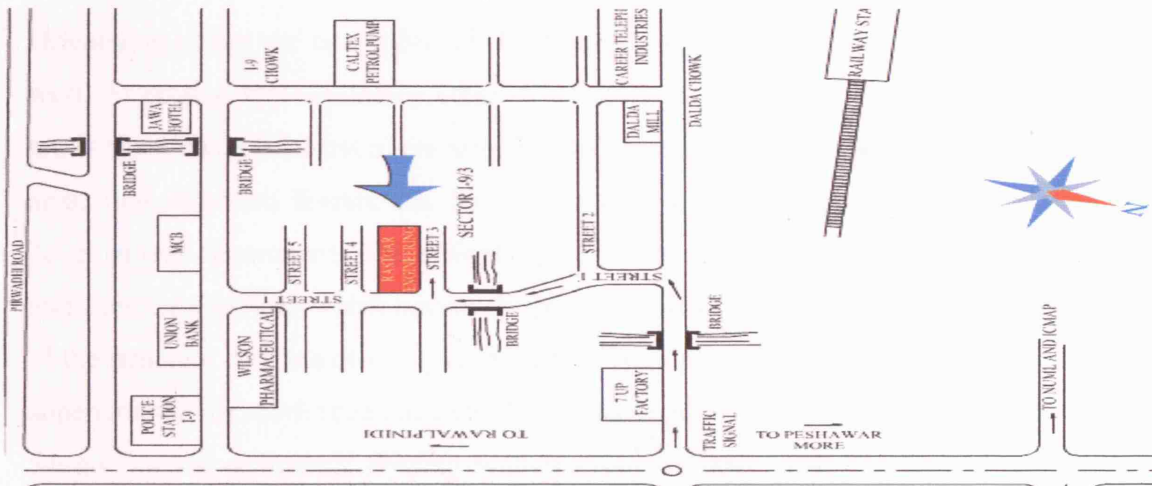 PIRWADHI ROAD
JAWA
HOTEL
BRIDGE
MCB
UNION
BANK
POLICE
STATION
I-9
I-9
CHOWK
BRIDGE
CALTEX
PETROLPUMP
STREET 5
STREET 4
RASTGAR
ENGINEERING
STREET 3
SECTOR I-9/3
STREET 1
WILSON
PHARMACEUTICAL
BRIDGE
TO RAWALPINIDI
CAREER TELEPH
INDUSTRIES
DALDA
MILL
DALDA CHOWK
STREET 2
STREET 1
BRIDGE
7 UP
FACTORY
TRAFFIC
SIGNAL
TO PESHAWAR
MORE
RAILWAY STA
TO NUML AND ICMAP
N